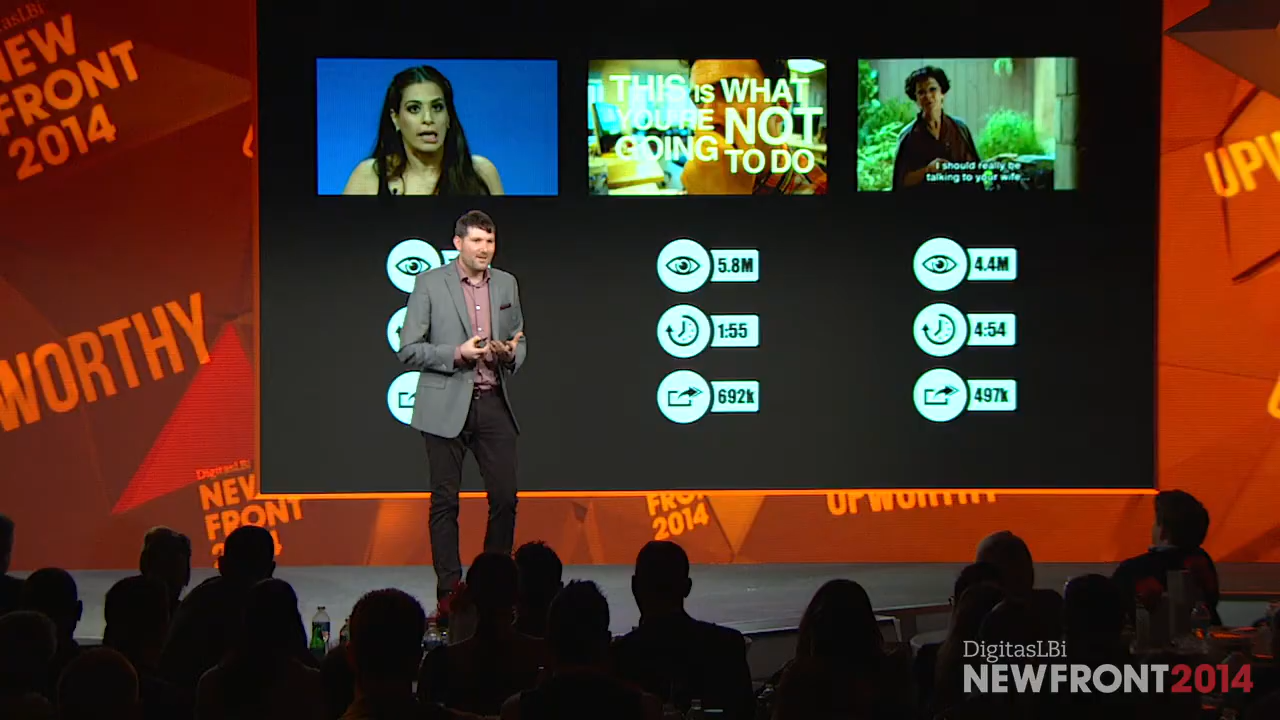 DigitasLBi
NEW
FRONT
2014
THIS IS WHAT
YOU'RE NOT
GOING TO DO
I should really be
talking to your wife...
UPW
5.8M
4.4M
1:55
4:54
692k
497k
WORTHY
DigitasLBi
NEW
FRONT
2014
UPWORTHY
DigitasLBi
NEWFRONT2014